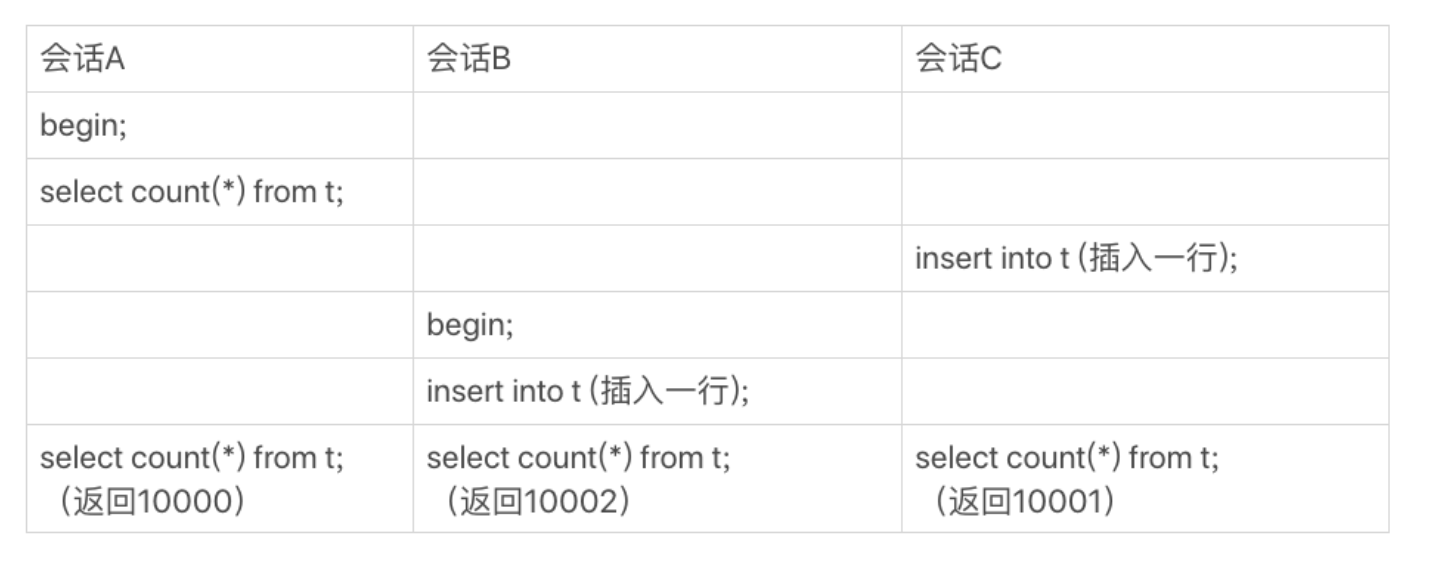 会话A
会话B
会话C
begin;
select count(*) from t;
insert into t (插入一行);
begin;
insert into t (插入一行);
select count(*) from t;
（返回10000）
select count(*) from t;
（返回10002）
select count(*) from t;
（返回10001）